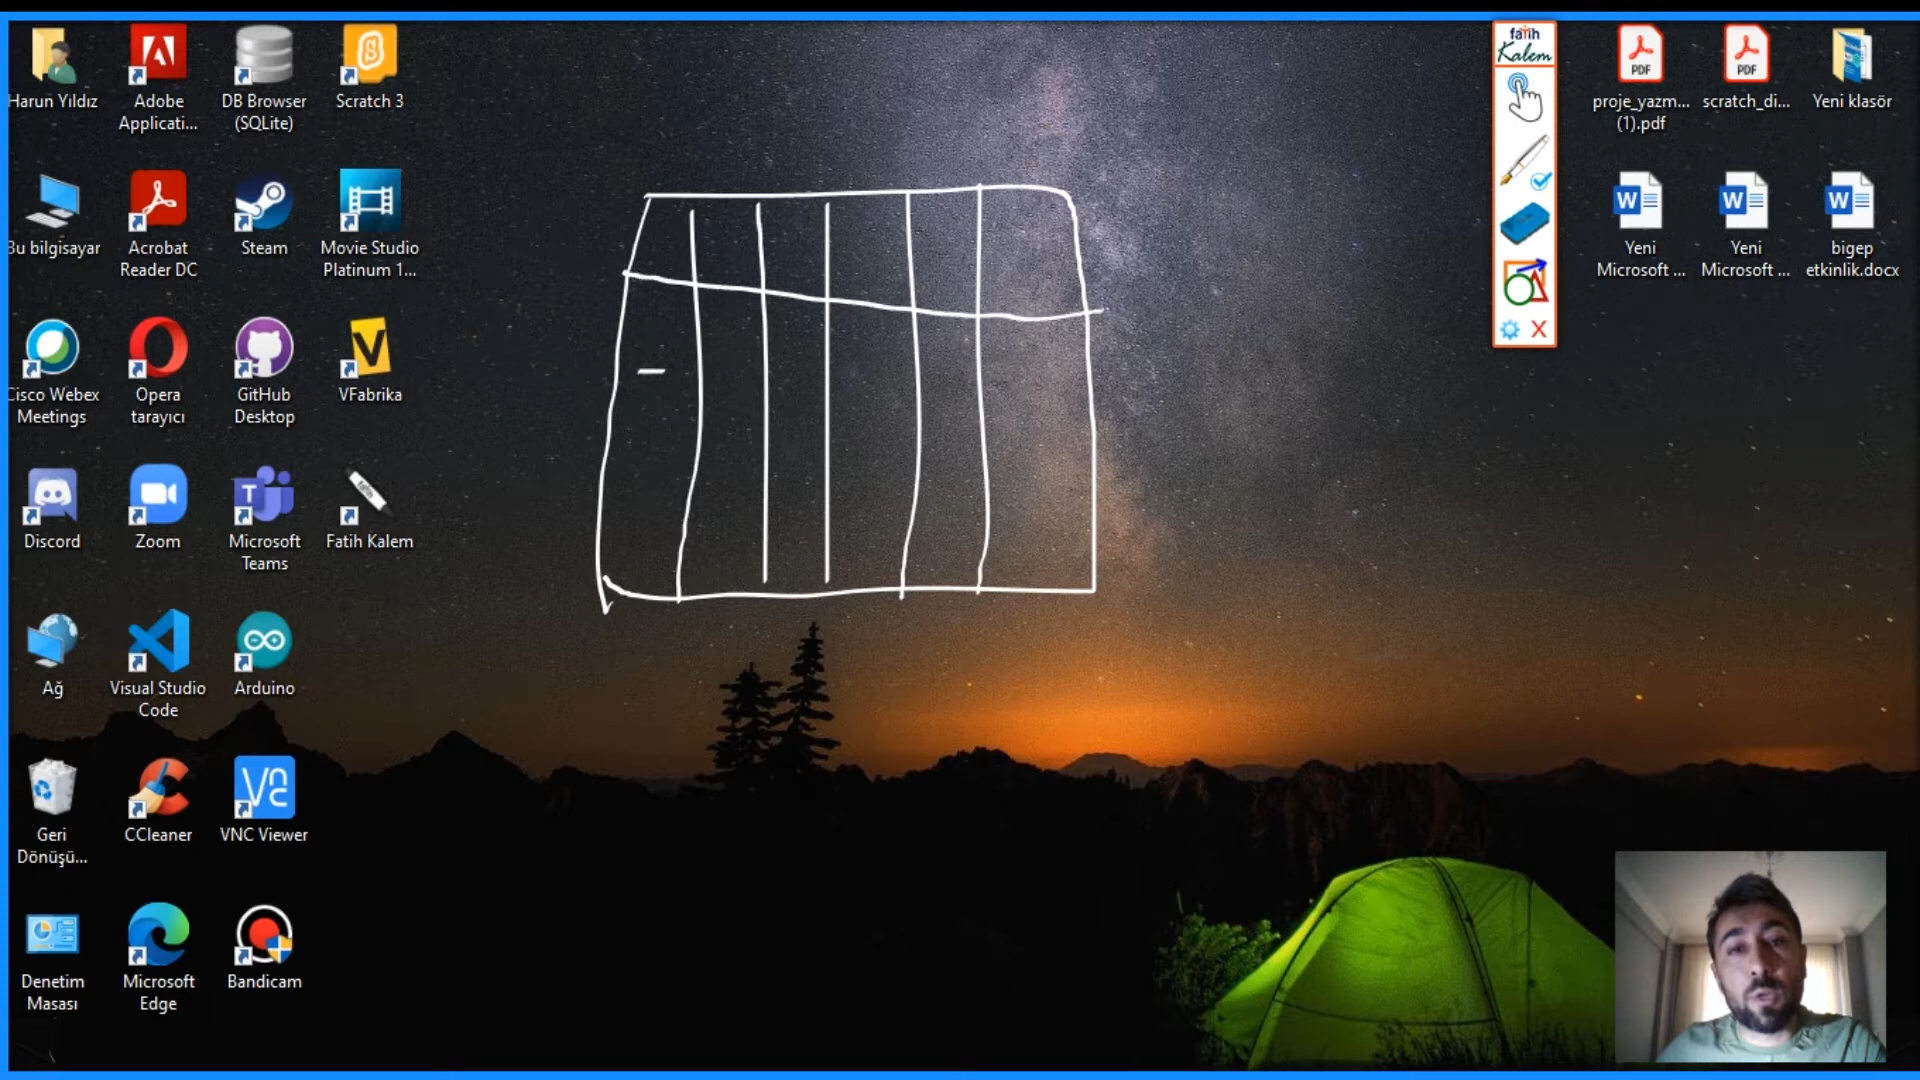 Harun Yıldız
Adobe
Applicati...
DB Browser
(SQLite)
Scratch 3
Bu bilgisayar
Acrobat
Reader DC
Steam
Movie Studio
Platinum 1...
Cisco Webex
Meetings
Opera
tarayıcı
GitHub
Desktop
VFabrika
Discord
Zoom
Microsoft
Teams
Fatih Kalem
Ağ
Visual Studio
Code
Arduino
Geri
Dönüşü...
CCleaner
VNC Viewer
Denetim
Masası
Microsoft
Edge
Bandicam
fatih
Kalem
PDF
proje_yazm...
(1).pdf
PDF
scratch_di...
Yeni klasör
W
Yeni
Microsoft ...
W
Yeni
Microsoft ...
W
bigep
etkinlik.docx